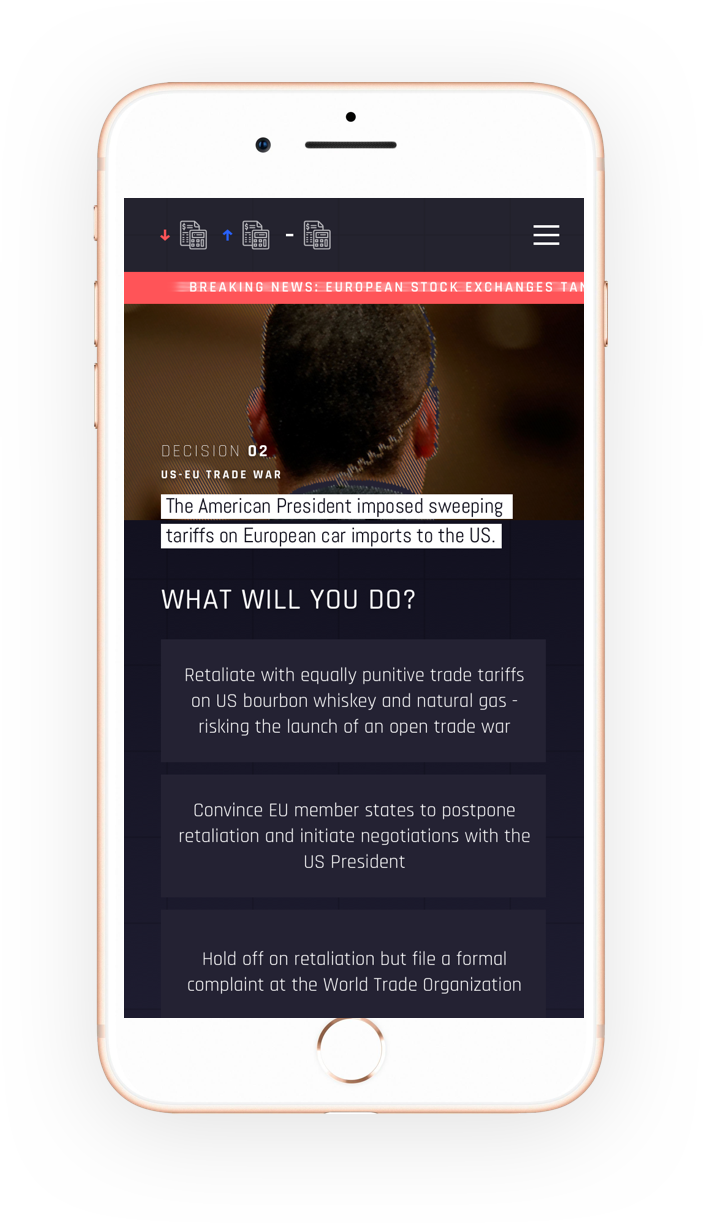 BREAKING NEWS: EUROPEAN STOCK EXCHANGES
DECISION 02
US-EU TRADE WAR
The American President imposed sweeping
tariffs on European car imports to the US.
WHAT WILL YOU DO?
Retaliate with equally punitive trade tariffs
on US bourbon whiskey and natural gas -
risking the launch of an open trade war
Convince EU member states to postpone
retaliation and initiate negotiations with the
US President
Hold off on retaliation but file a formal
complaint at the World Trade Organization